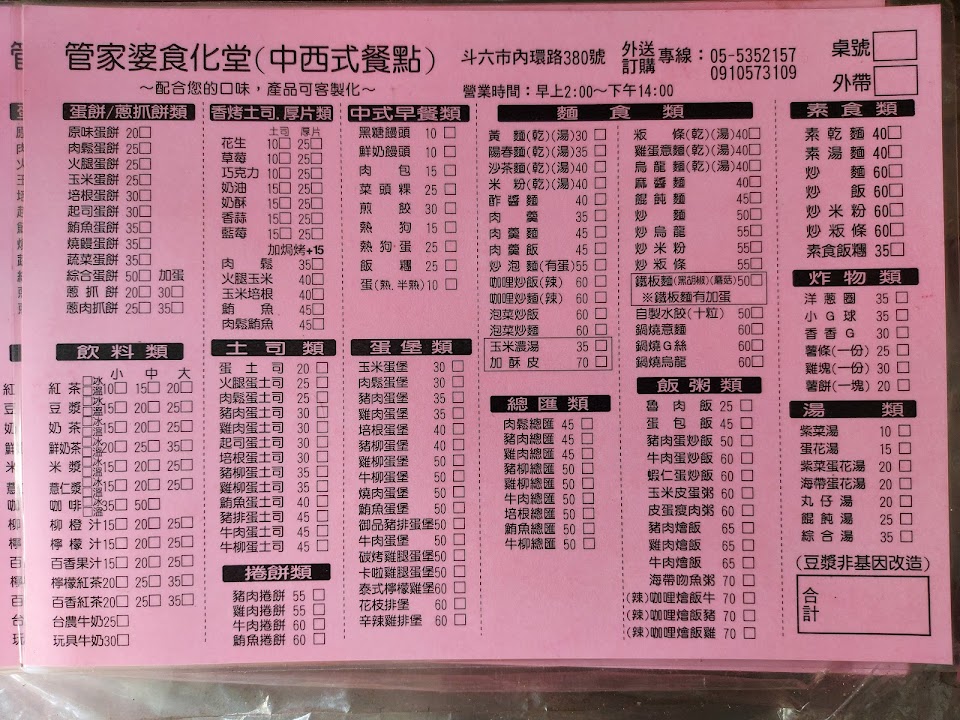 管家婆食化堂(中西式餐點)
～配合您的口味，產品可客製化～
斗六市內環路380號
外送訂購專線：05-5352157
0910573109
營業時間：早上2:00～下午14:00
桌號
外帶
蛋餅/蔥抓餅類
原味蛋餅 20□
肉鬆蛋餅 25□
火腿蛋餅 25□
玉米蛋餅 25□
培根蛋餅 30□
起司蛋餅 30□
鮪魚蛋餅 30□
燒饅蛋餅 30□
蔬菜蛋餅 35□
綜合蛋餅 50□ 加蛋
蔥抓餅 20□ 30□
蔥肉抓餅 25□ 35□
飲料類
小 中 大
紅茶 □冰□溫 10□ 15□ 20□
豆漿 □冰□溫 15□ 20□ 25□
奶茶 □冰□溫 15□ 20□ 25□
鮮奶茶 □冰□溫 20□ 25□ 35□
米漿 □冰□溫 15□ 20□ 25□
薏仁漿 □冰□溫 15□ 20□ 25□
咖啡 □冰□溫 35□ 50□
柳橙汁 15□ 20□ 25□
檸檬汁 15□ 20□ 25□
百香果汁 15□ 20□ 25□
檸檬紅茶 20□ 25□ 35□
百香紅茶 20□ 25□ 35□
台農牛奶 25□
玩具牛奶 30□
香烤土司.厚片類
土司 厚片
花生 10□ 25□
草莓 10□ 25□
巧克力 10□ 25□
奶油 15□ 25□
奶酥 15□ 25□
香蒜 15□ 25□
藍莓 15□ 25□
加焗烤+15
肉鬆 35□
火腿玉米 40□
玉米培根 40□
鮪魚 45□
肉鬆鮪魚 45□
土司類
蛋土司 20 □
火腿蛋土司 25 □
肉鬆蛋土司 25 □
豬肉蛋土司 30 □
雞肉蛋土司 30 □
起司蛋土司 30 □
培根蛋土司 30 □
豬柳蛋土司 35 □
雞柳蛋土司 35 □
鮪魚蛋土司 40 □
豬排蛋土司 45 □
牛肉蛋土司 45 □
牛柳蛋土司 45 □
捲餅類
豬肉捲餅 55 □
雞肉捲餅 55 □
牛肉捲餅 60 □
鮪魚捲餅 60 □
中式早餐類
黑糖饅頭 10 □
鮮奶饅頭 10 □
肉包 15 □
菜頭粿 25 □
煎餃 30 □
熱狗 15 □
熱狗·蛋 25 □
飯糰 25 □
蛋(熟.半熟) 10 □
蛋堡類
玉米蛋堡 30 □
肉鬆蛋堡 30 □
豬肉蛋堡 35 □
雞肉蛋堡 35 □
培根蛋堡 40 □
豬柳蛋堡 40 □
雞柳蛋堡 50 □
牛柳蛋堡 50 □
燒肉蛋堡 50 □
鮪魚蛋堡 50 □
御品豬排蛋堡 50 □
牛肉蛋堡 50 □
碳烤雞腿蛋堡 50 □
卡啦雞腿蛋堡 50 □
泰式檸檬雞堡 60 □
花枝排堡 60 □
辛辣雞排堡 60 □
麵食類
黃麵(乾)(湯) 30 □
陽春麵(乾)(湯) 35 □
沙茶麵(乾)(湯) 40 □
米粉(乾)(湯) 40 □
酢醬麵 40 □
肉羹 35 □
肉羹麵 45 □
肉羹飯 45 □
炒泡麵(有蛋) 55 □
咖哩炒飯(辣) 60 □
咖哩炒麵(辣) 60 □
泡菜炒飯 60 □
泡菜炒麵 60 □
玉米濃湯 35 □
加酥皮 70 □
粄條(乾)(湯) 40□
雞蛋意麵(乾)(湯) 40□
烏龍麵(乾)(湯) 40□
麻醬麵 40□
餛飩麵 45□
炒麵 50□
炒烏龍 55□
炒米粉 55□
炒粄條 55□
鐵板麵(黑胡椒)(蘑菇) 50□
※鐵板麵有加蛋
自製水餃(十粒) 50□
鍋燒意麵 60□
鍋燒G絲 60□
鍋燒烏龍 60□
總匯類
肉鬆總匯 45 □
豬肉總匯 45 □
雞肉總匯 45 □
豬柳總匯 50 □
雞柳總匯 50 □
牛肉總匯 50 □
培根總匯 50 □
鮪魚總匯 60 □
牛柳總匯 60 □
飯粥類
魯肉飯 25 □
蛋包飯 45 □
豬肉蛋炒飯 50 □
牛肉蛋炒飯 60 □
蝦仁蛋炒飯 60 □
玉米皮蛋粥 60 □
皮蛋瘦肉粥 60 □
豬肉燴飯 65 □
雞肉燴飯 65 □
牛肉燴飯 65 □
海帶吻魚粥 70 □
(辣)咖哩燴飯牛 70 □
(辣)咖哩燴飯豬 70 □
(辣)咖哩燴飯雞 70 □
素食類
素乾麵 40□
素湯麵 40□
炒麵 60□
炒飯 60□
炒米粉 60□
炒粄條 60□
素食飯糰 35□
炸物類
洋蔥圈 35 □
小G球 35 □
香香G 30 □
薯條(一份) 25 □
雞塊(一份) 30 □
薯餅(一塊) 20 □
湯類
紫菜湯 10 □
蛋花湯 15 □
紫菜蛋花湯 20 □
海帶蛋花湯 20 □
丸仔湯 20 □
餛飩湯 25 □
綜合湯 35 □
(豆漿非基因改造)
合計